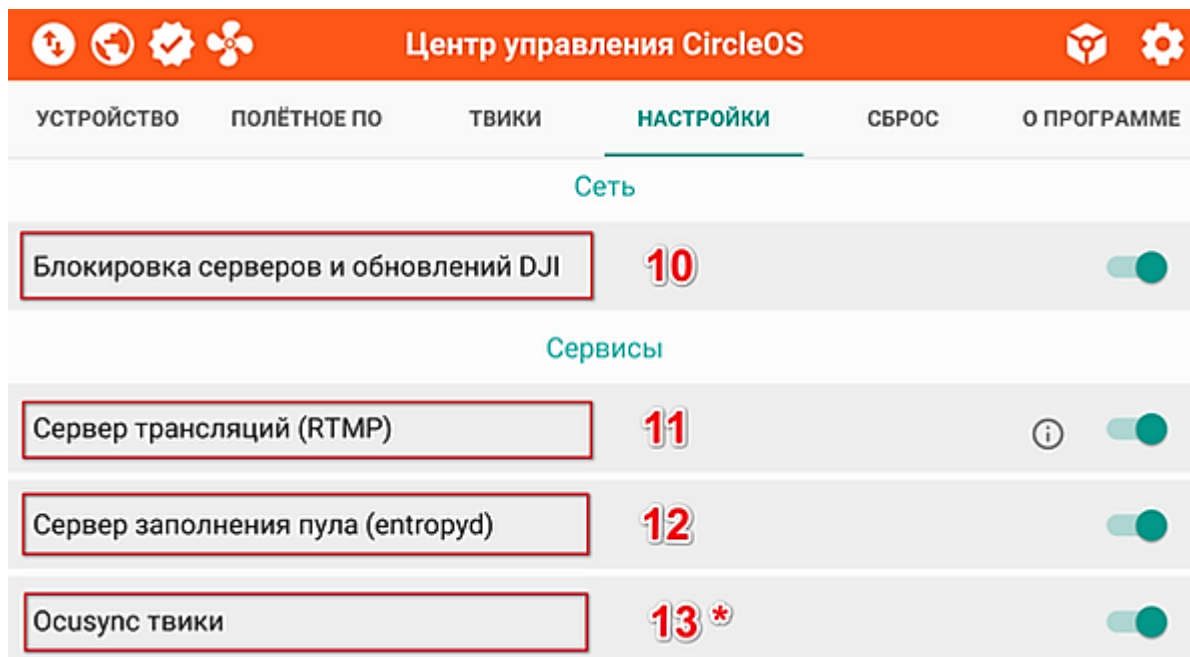 Центр управления CircleOS
УСТРОЙСТВО ПОЛЁТНОЕ ПО ТВИКИ НАСТРОЙКИ СБРОС О ПРОГРАММЕ
Сеть
Блокировка серверов и обновлений DJI 10
Сервисы
Сервер трансляций (RTMP) 11
Сервер заполнения пула (entropyd) 12
Ocusync твики 13 *